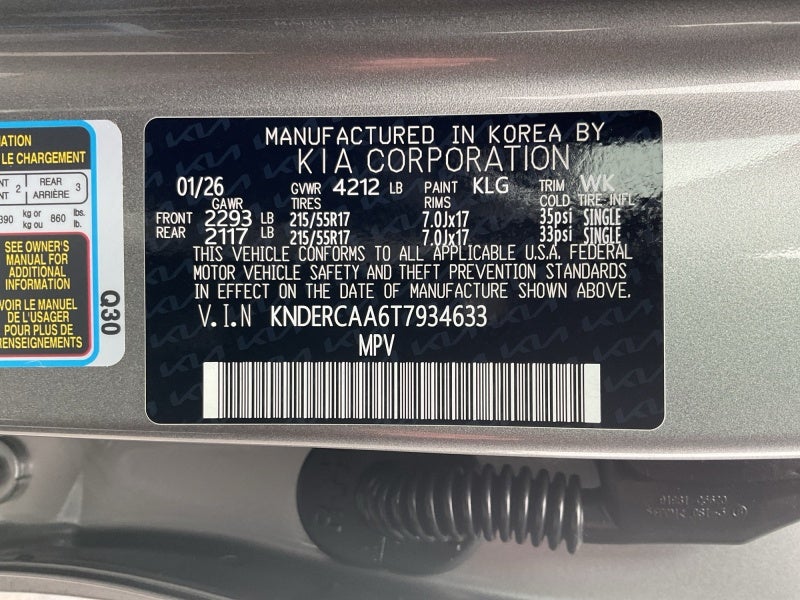 MANUFACTURED IN KOREA BY
KIA CORPORATION
01/26 GVWR 4212 LB PAINT KLG TRIM WK
GAWR TIRES RIMS COLD TIRE INFL
FRONT 2293 LB 215/55R17 7.0Jx17 35psi SINGLE
REAR 2117 LB 215/55R17 7.0Jx17 33psi SINGLE
THIS VEHICLE CONFORMS TO ALL APPLICABLE U.S.A. FEDERAL
MOTOR VEHICLE SAFETY AND THEFT PREVENTION STANDARDS
IN EFFECT ON THE DATE OF MANUFACTURE SHOWN ABOVE.
V.I.N KNDERCAA6T7934633
MPV
LE CHARGEMENT
2 REAR ARRIÈRE 3
390 kg or kg ou 860 lbs. lb.
SEE OWNER'S
MANUAL FOR
ADDITIONAL
INFORMATION
VOIR LE MANUEL
DE L'USAGER
POUR PLUS DE
RENSEIGNEMENTS
Q30